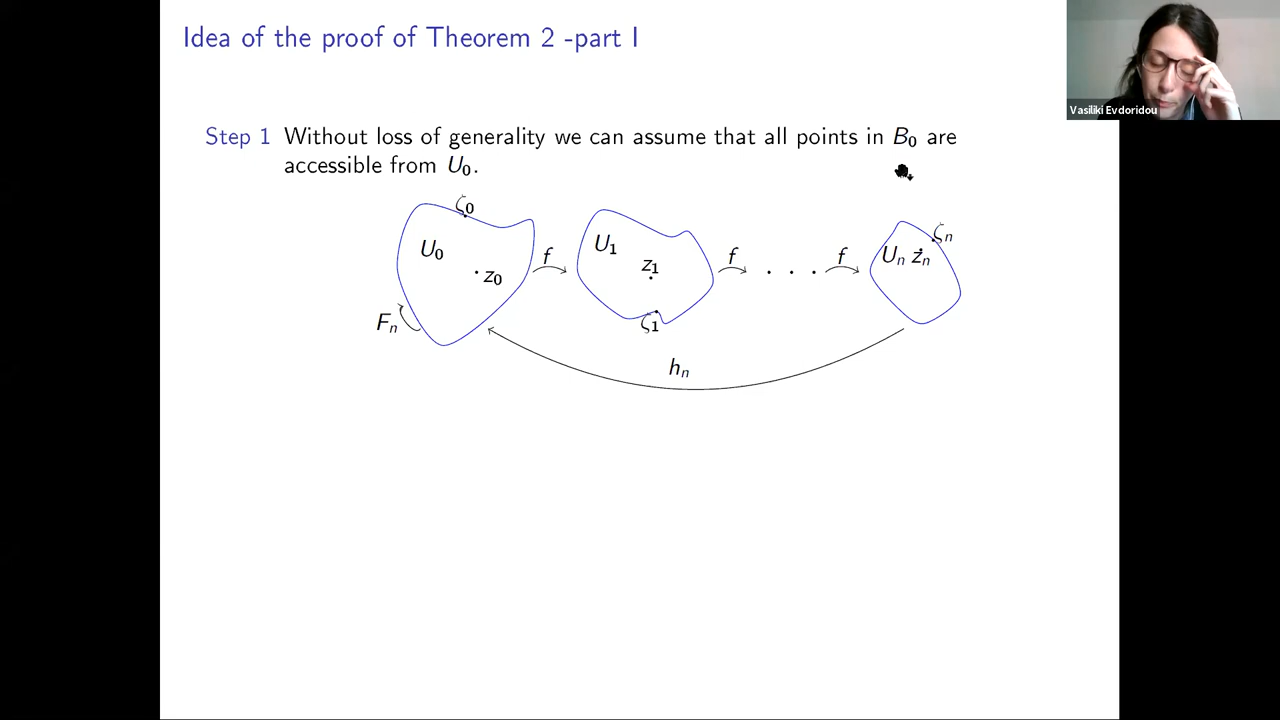 Idea of the proof of Theorem 2 -part I
Vasiliki Evdoridou
Step 1 Without loss of generality we can assume that all points in B₀ are
accessible from U₀.
ζ₀
U₀
z₀
Fₙ
f
U₁
z₁
ζ₁
f
. . .
f
Uₙ zₙ
ζₙ
hₙ